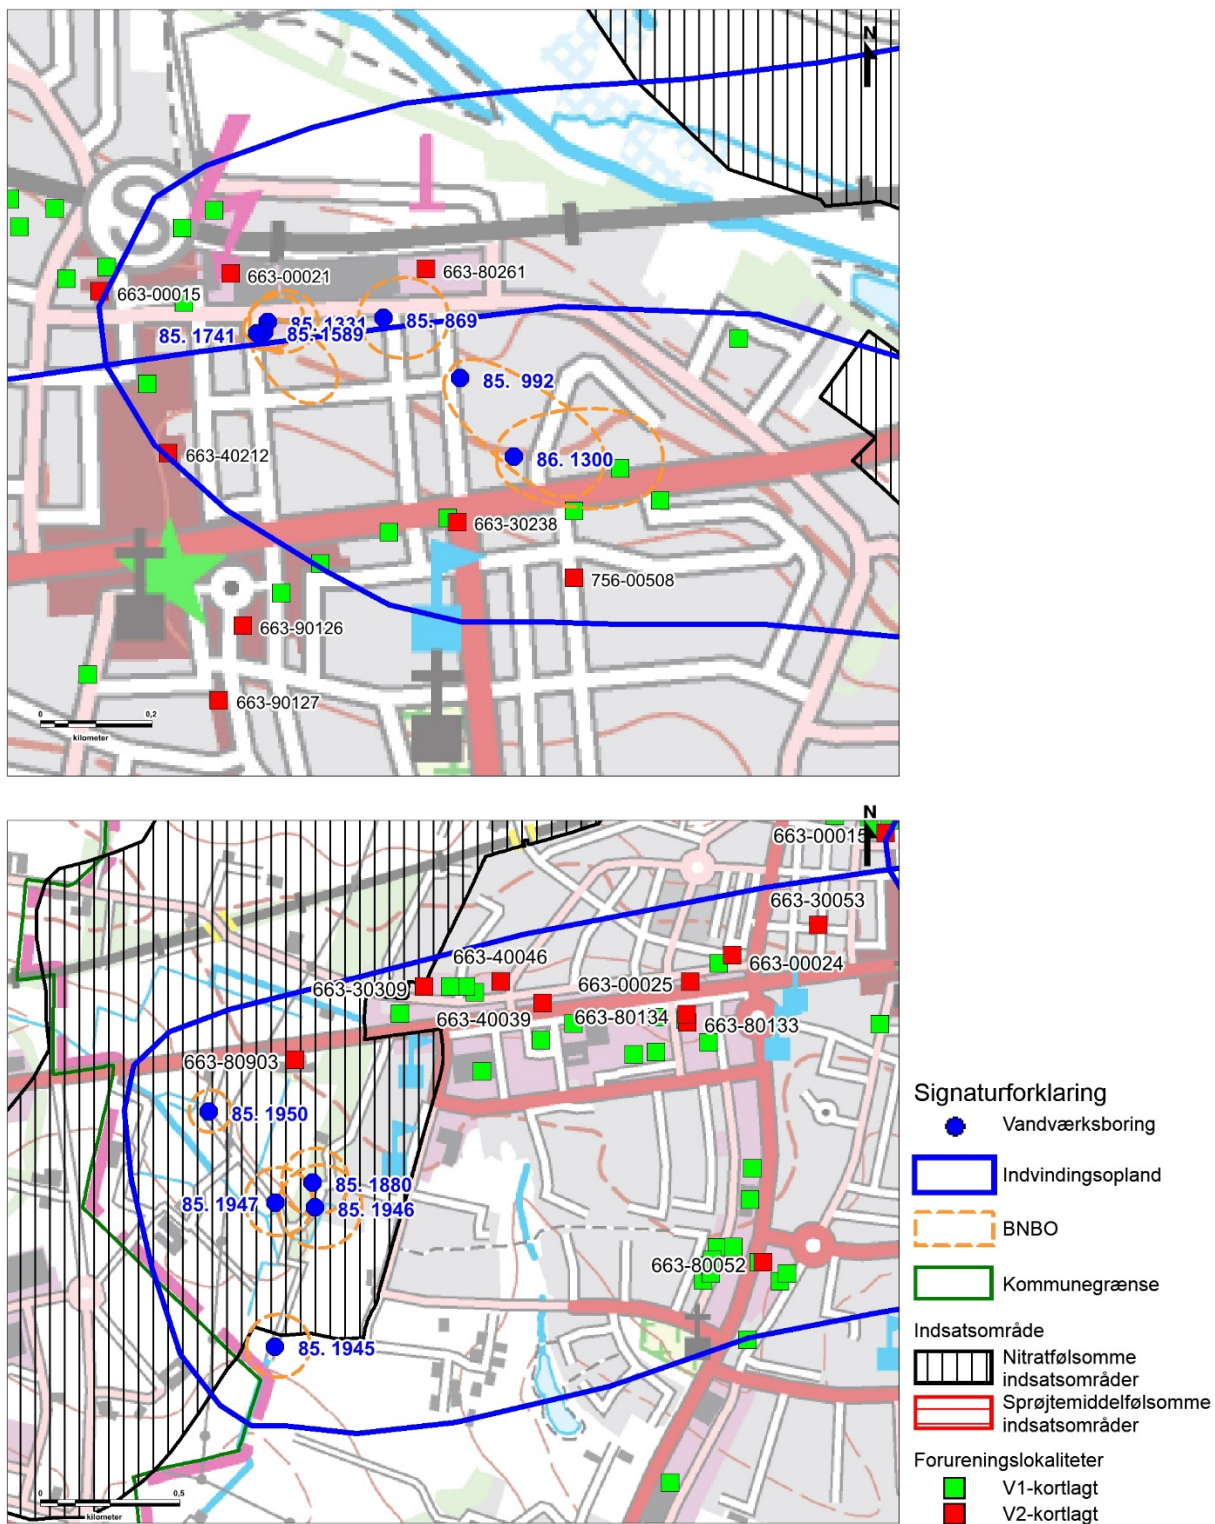 N
S
663-00021
663-80261
663-00015
85. 1331
85. 869
85. 1741
85. 1589
85. 992
663-40212
86. 1300
663-30238
756-00508
663-90126
663-90127
0 0,2
kilometer
N
663-00015
663-30053
663-40046
663-00024
663-30309
663-00025
663-40039
663-80134
663-80133
663-80903
85. 1950
85. 1880
85. 1947
85. 1946
663-80052
85. 1945
0 0,5
kilometer
Signaturforklaring
Vandværksboring
Indvindingsopland
BNBO
Kommunegrænse
Indsatsområde
Nitratfølsomme
indsatsområder
Sprøjtemiddelfølsomme
indsatsområder
Forureningslokaliteter
V1-kortlagt
V2-kortlagt